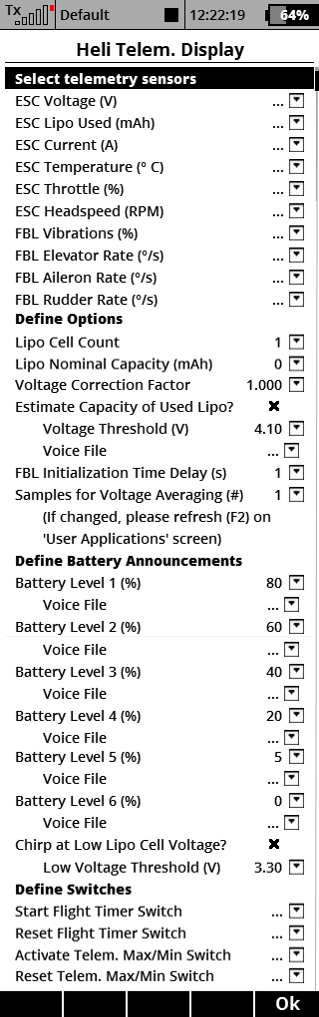 Tx Default 12:22:19 64%
Heli Telem. Display
Select telemetry sensors
ESC Voltage (V) ...
ESC Lipo Used (mAh) ...
ESC Current (A) ...
ESC Temperature (° C) ...
ESC Throttle (%) ...
ESC Headspeed (RPM) ...
FBL Vibrations (%) ...
FBL Elevator Rate (°/s) ...
FBL Aileron Rate (°/s) ...
FBL Rudder Rate (°/s) ...
Define Options
Lipo Cell Count 1
Lipo Nominal Capacity (mAh) 0
Voltage Correction Factor 1.000
Estimate Capacity of Used Lipo? ✖
Voltage Threshold (V) 4.10
Voice File ...
FBL Initialization Time Delay (s) 1
Samples for Voltage Averaging (#) 1
(If changed, please refresh (F2) on
'User Applications' screen)
Define Battery Announcements
Battery Level 1 (%) 80
Voice File ...
Battery Level 2 (%) 60
Voice File ...
Battery Level 3 (%) 40
Voice File ...
Battery Level 4 (%) 20
Voice File ...
Battery Level 5 (%) 5
Voice File ...
Battery Level 6 (%) 0
Voice File ...
Chirp at Low Lipo Cell Voltage? ✖
Low Voltage Threshold (V) 3.30
Define Switches
Start Flight Timer Switch ...
Reset Flight Timer Switch ...
Activate Telem. Max/Min Switch ...
Reset Telem. Max/Min Switch ...
Ok